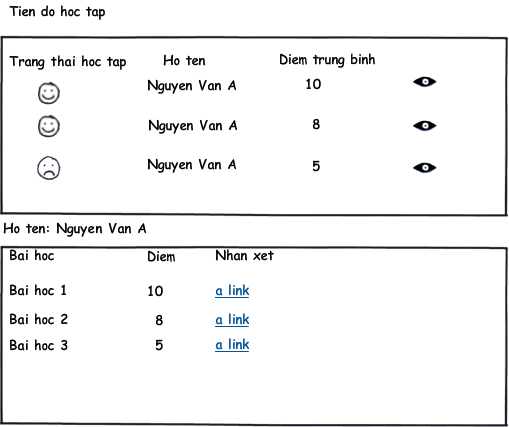 Tien do hoc tap
Trang thai hoc tap Ho ten Diem trung binh
Nguyen Van A 10
Nguyen Van A 8
Nguyen Van A 5
Ho ten: Nguyen Van A
Bai hoc Diem Nhan xet
Bai hoc 1 10 a link
Bai hoc 2 8 a link
Bai hoc 3 5 a link